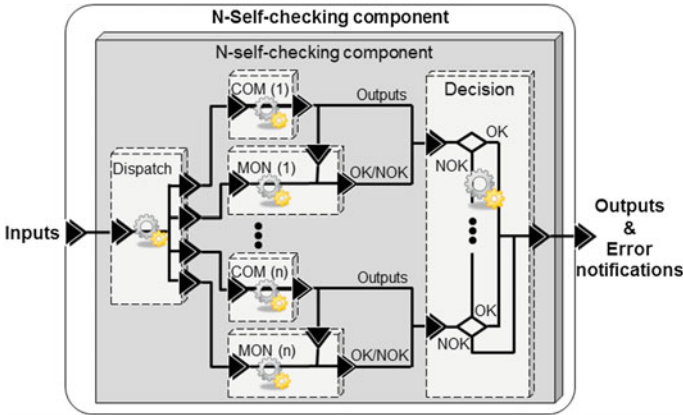 N-Self-checking component
N-self-checking component
COM (1)
Outputs
Decision
OK
Dispatch
MON (1)
OK/NOK
NOK
Inputs
Outputs
&
Error
notifications
COM (n)
Outputs
OK
MON (n)
OK/NOK
NOK